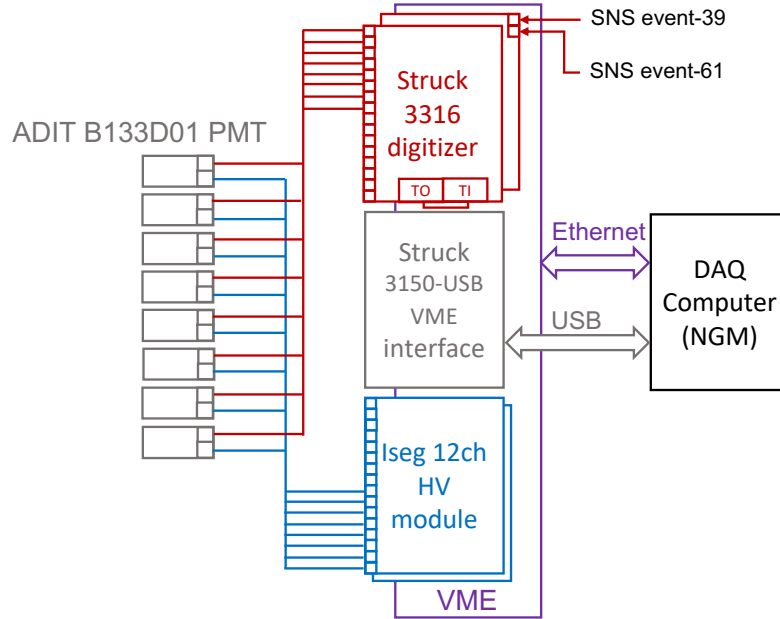 SNS event-39
SNS event-61
Struck
3316
digitizer
TO TI
ADIT B133D01 PMT
Struck
3150-USB
VME
interface
Ethernet
USB
DAQ
Computer
(NGM)
Iseg 12ch
HV
module
VME